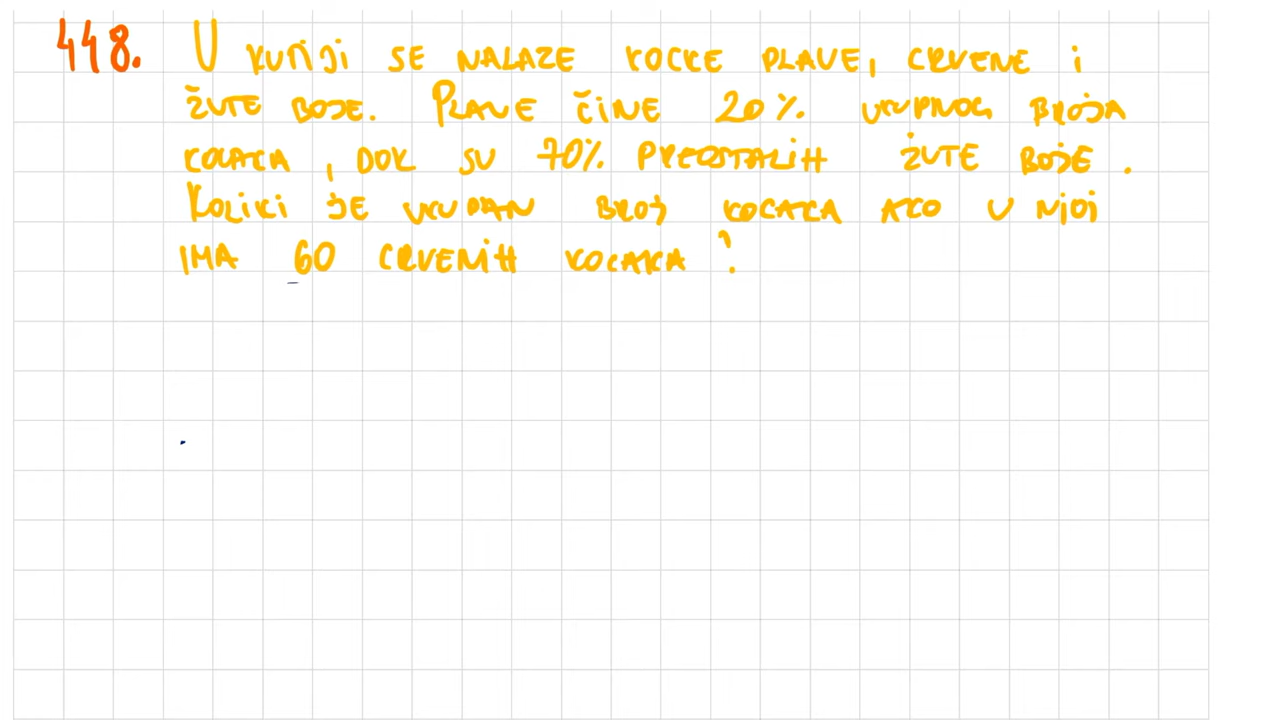 448. U KUTIJI SE NALAZE KOCKE PLAVE, CRVENE I
ŽUTE BOJE. PLAVE ČINE 20% UKUPNOG BROJA
KOCAKA, DOK SU 70% PREOSTALIH ŽUTE BOJE.
KOLIKI JE UKUPAN BROJ KOCAKA AKO U NJOJ
IMA 60 CRVENIH KOCAKA?